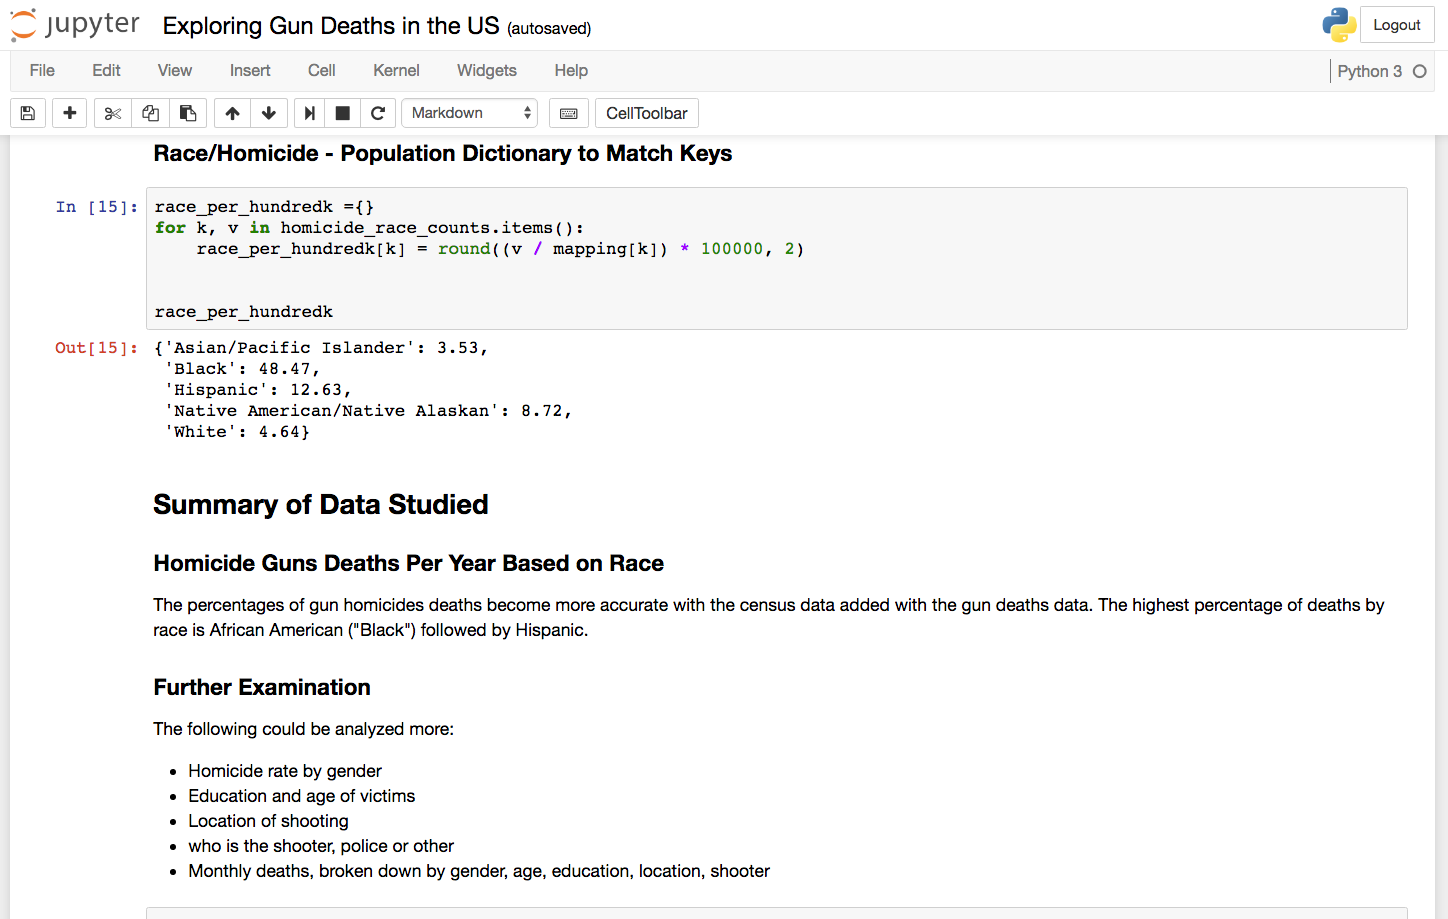 jupyter Exploring Gun Deaths in the US (autosaved) Logout
File Edit View Insert Cell Kernel Widgets Help Python 3
Markdown CellToolbar
Race/Homicide - Population Dictionary to Match Keys
In [15]: race_per_hundredk ={}
for k, v in homicide_race_counts.items():
    race_per_hundredk[k] = round((v / mapping[k]) * 100000, 2)
race_per_hundredk
Out[15]: {'Asian/Pacific Islander': 3.53,
 'Black': 48.47,
 'Hispanic': 12.63,
 'Native American/Native Alaskan': 8.72,
 'White': 4.64}
Summary of Data Studied
Homicide Guns Deaths Per Year Based on Race
The percentages of gun homicides deaths become more accurate with the census data added with the gun deaths data. The highest percentage of deaths by
race is African American ("Black") followed by Hispanic.
Further Examination
The following could be analyzed more:
• Homicide rate by gender
• Education and age of victims
• Location of shooting
• who is the shooter, police or other
• Monthly deaths, broken down by gender, age, education, location, shooter